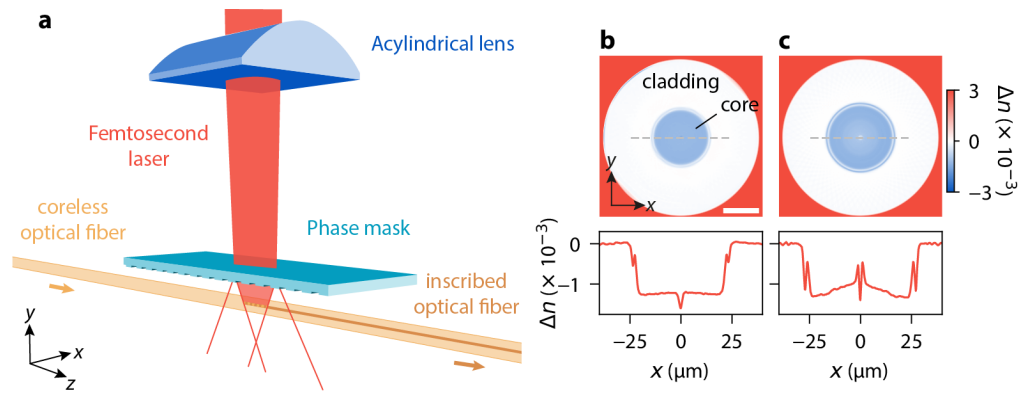 a
Acylindrical lens
Femtosecond
laser
coreless
optical fiber
Phase mask
inscribed
optical fiber
y
x
z
b
cladding
core
y
x
c
3
0
−3
Δn (× 10⁻³)
0
−1
Δn (× 10⁻³)
−25 0 25
x (μm)
−25 0 25
x (μm)